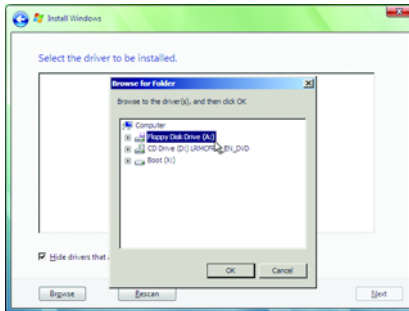 Install Windows
Select the driver to be installed.
Browse for Folder
Browse to the driver(s), and then click OK
Computer
Floppy Disk Drive (A:)
CD Drive (D:) EN_DVD
Boot (X:)
Hide drivers that
OK
Cancel
Browse
Rescan
Next